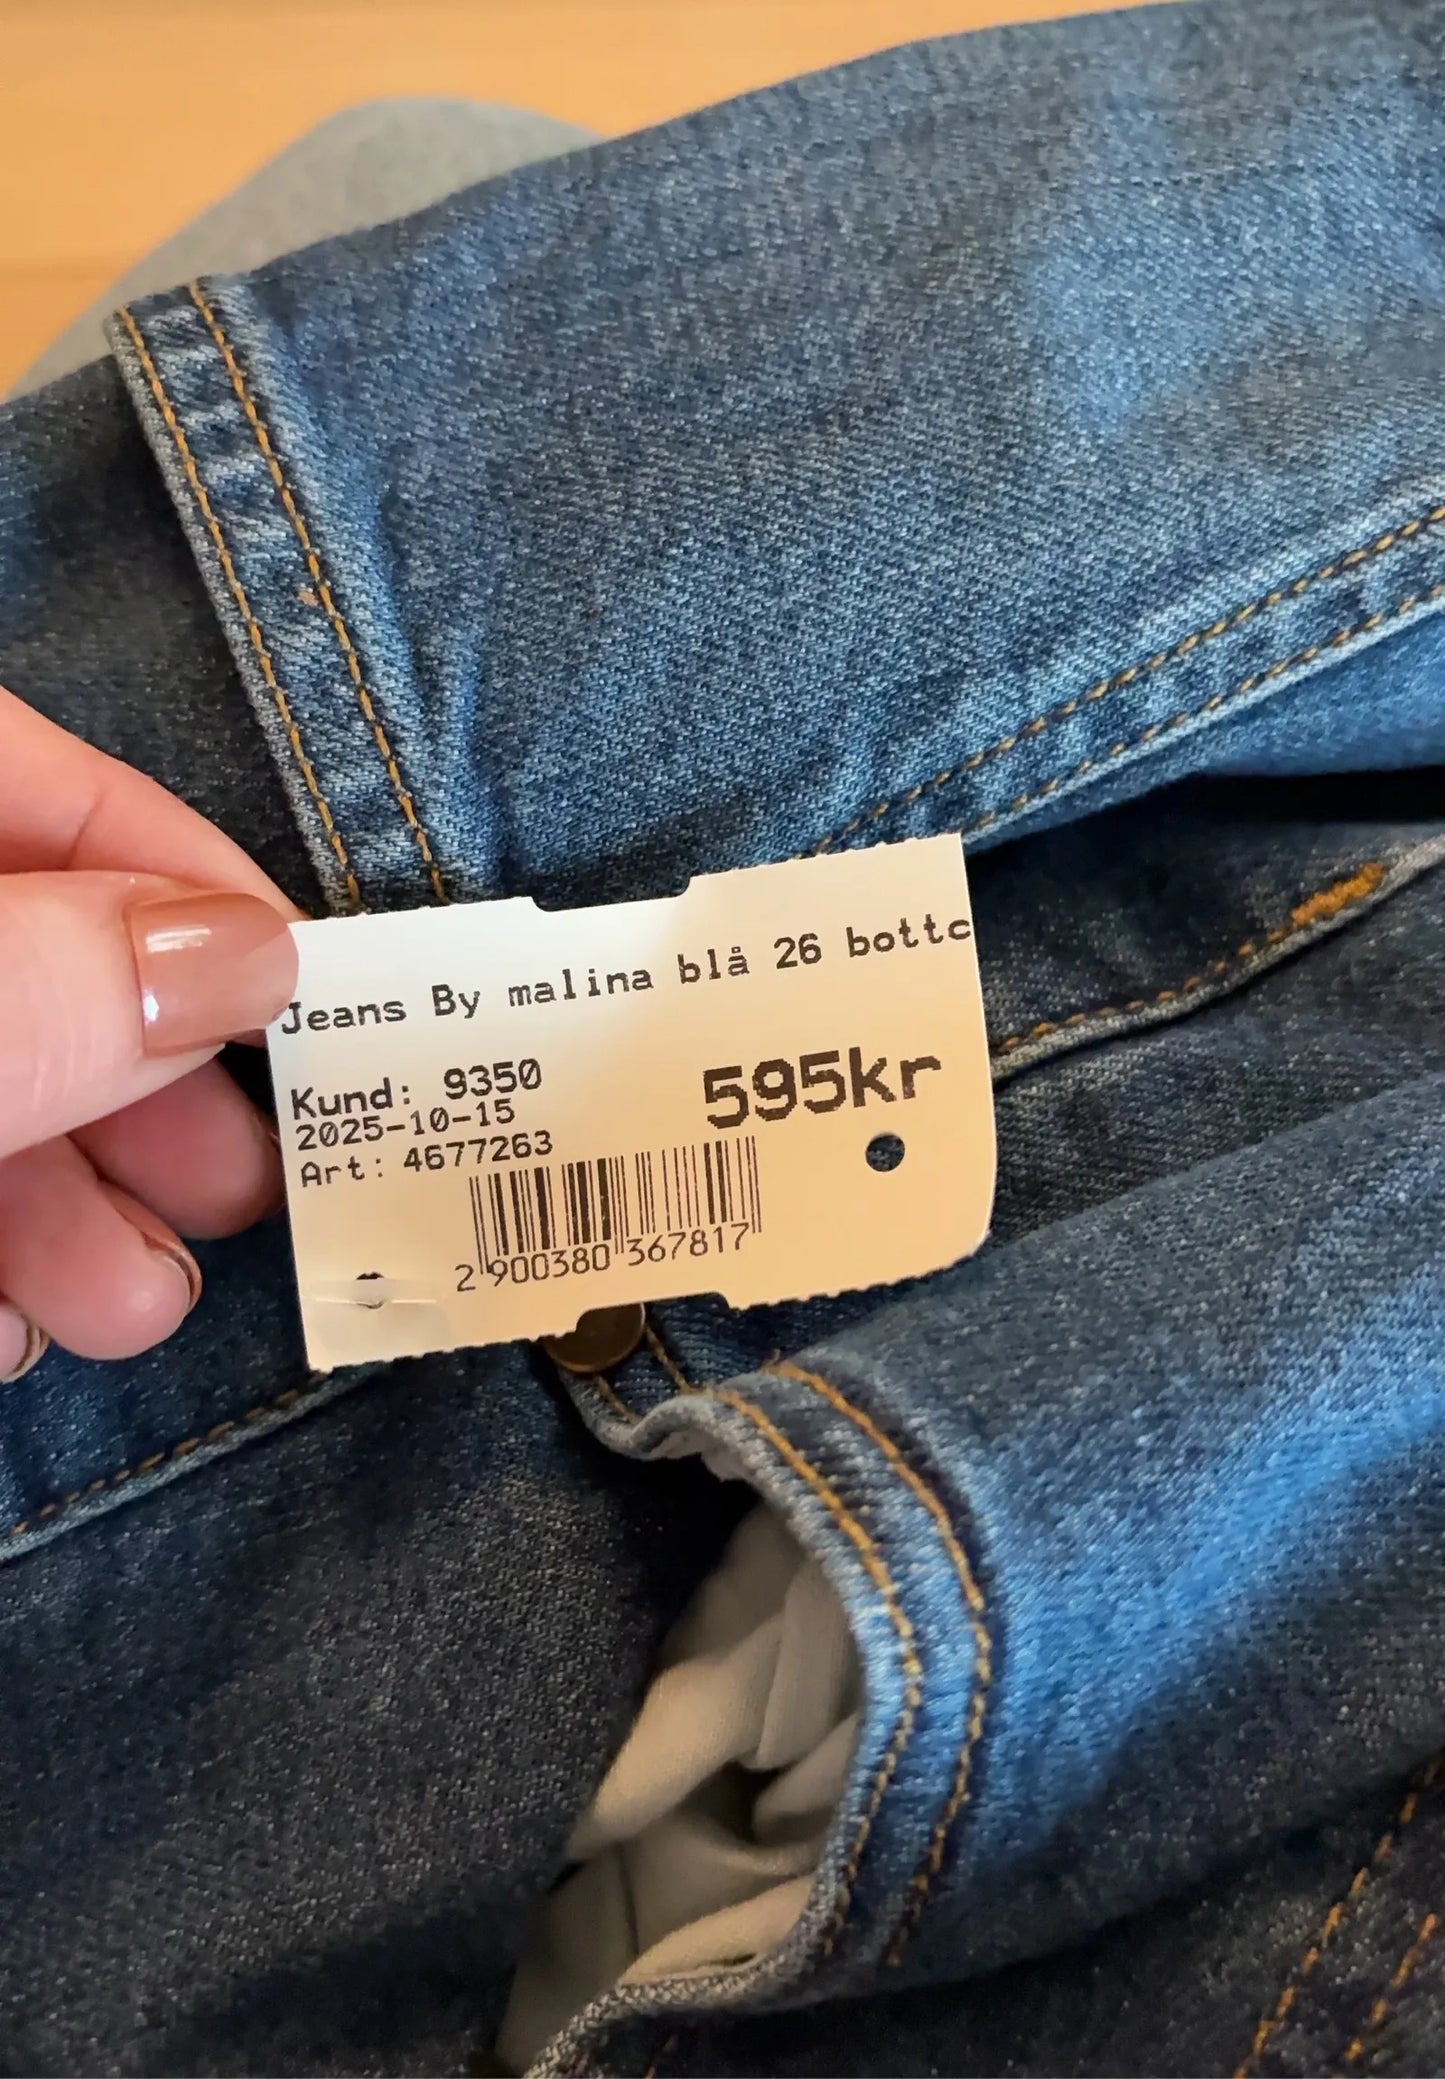 Jeans By malina blå 26 bottc
Kund: 9350
595kr
2025-10-15
Art: 4677263
2 900380 367817